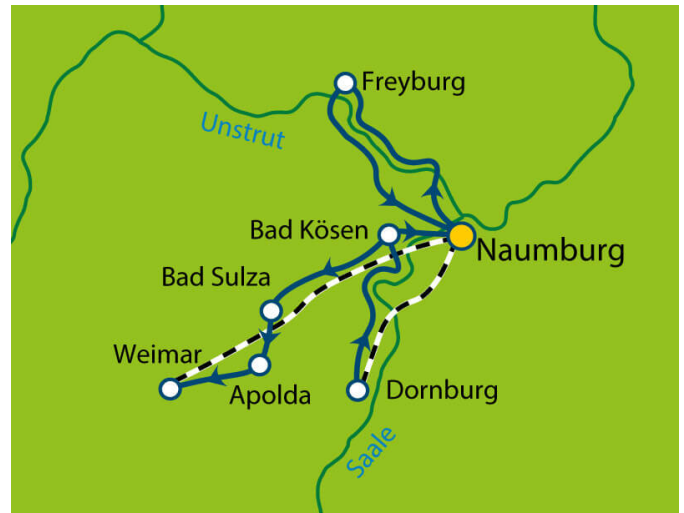 Freyburg
Unstrut
Bad Kösen
Naumburg
Bad Sulza
Weimar
Apolda
Dornburg
Saale